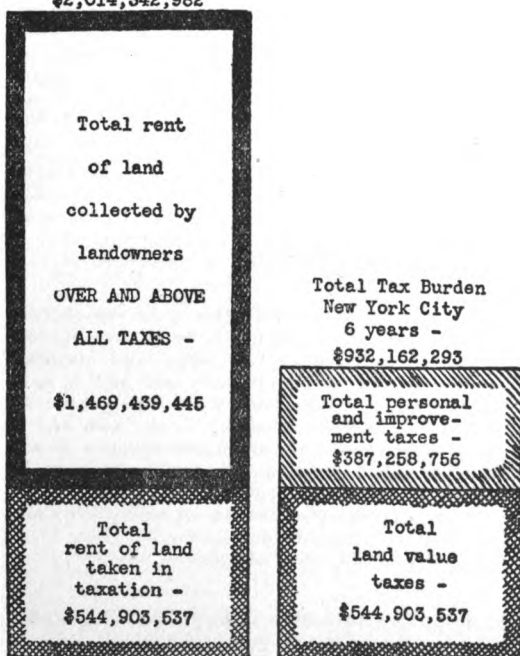 $2,014,342,982
Total rent
of land
collected by
landowners
OVER AND ABOVE
ALL TAXES -
$1,469,439,445
Total
rent of land
taken in
taxation -
$544,903,537
Total Tax Burden
New York City
6 years -
$932,162,293
Total personal
and improve-
ment taxes -
$387,258,756
Total
land value
taxes -
$544,903,537